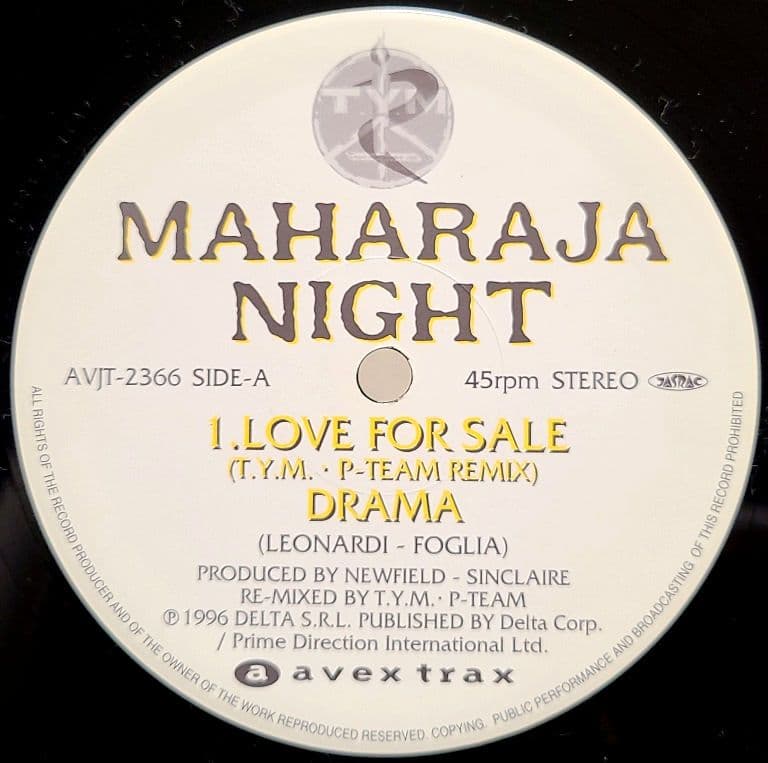 T.Y.M
MAHARAJA
NIGHT
AVJT-2366 SIDE-A
45rpm STEREO JASRAC
1.LOVE FOR SALE
(T.Y.M. · P-TEAM REMIX)
DRAMA
(LEONARDI - FOGLIA)
PRODUCED BY NEWFIELD - SINCLAIRE
RE-MIXED BY T.Y.M. · P-TEAM
℗1996 DELTA S.R.L. PUBLISHED BY Delta Corp.
/ Prime Direction International Ltd.
a avex trax
ALL RIGHTS OF THE RECORD PRODUCER AND OF THE OWNER OF THE WORK REPRODUCED RESERVED. COPYING. PUBLIC PERFORMANCE AND BROADCASTING OF THIS RECORD PROHIBITED